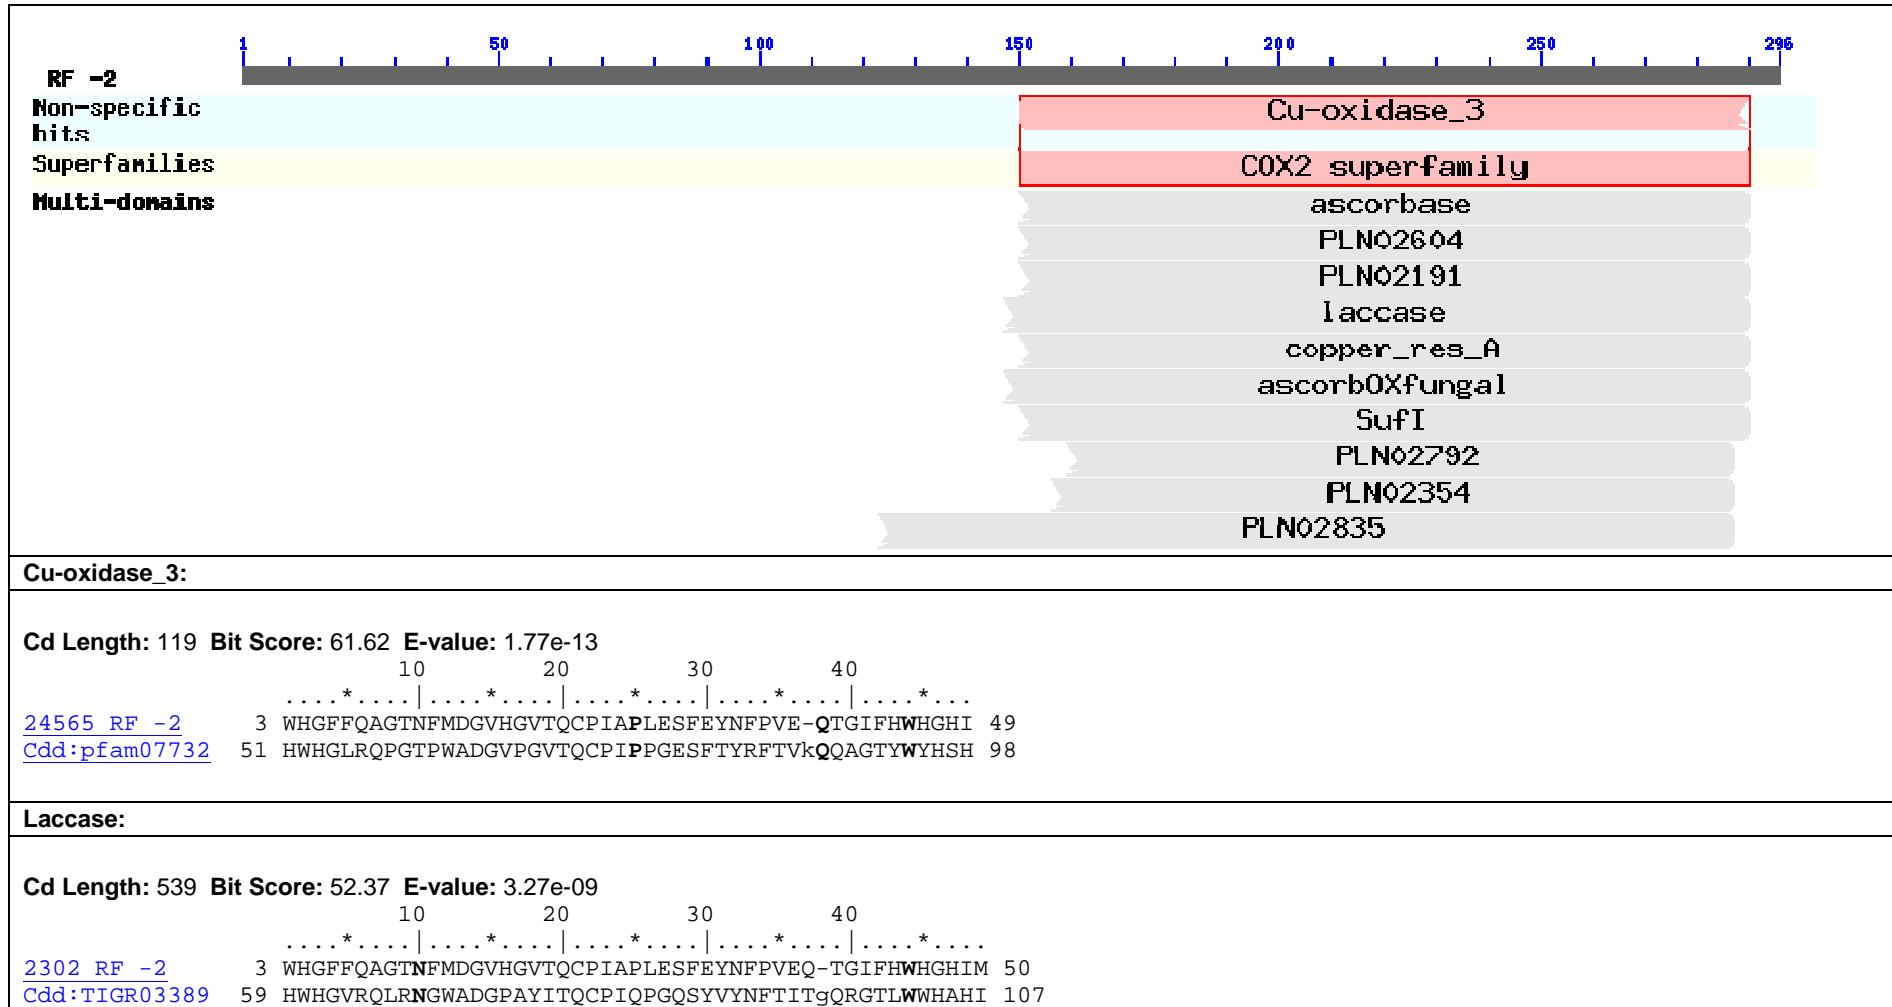 1 50 100 150 200 250 296
RF -2
Non-specific
hits
Cu-oxidase_3
Superfamilies
COX2 superfamily
Multi-domains
ascorbase
PLN02604
PLN02191
laccase
copper_res_A
ascorbOXfungal
SufI
PLN02792
PLN02354
PLN02835
Cu-oxidase_3:
Cd Length: 119 Bit Score: 61.62 E-value: 1.77e-13
10 20 30 40
....*....|....*....|....*....|....*....|....*...
24565 RF -2 3 WHGFFQAGTNFMDGVHGVTQCPIAPLESFEYNFPVE-QTGIFHWHGHI 49
Cdd:pfam07732 51 HWHGLRQPGTPWADGVPGVTQCPIPPGESFTYRFTVkQQAGTYWYHSH 98
Laccase:
Cd Length: 539 Bit Score: 52.37 E-value: 3.27e-09
10 20 30 40
....*....|....*....|....*....|....*....|....*....
2302 RF -2 3 WHGFFQAGTNFMDGVHGVTQCPIAPLESFEYNFPVEQ-TGIFHWHGHIM 50
Cdd:TIGR03389 59 HWHGVRQLRNGWADGPAYITQCPIQPGQSYVYNFTITgQRGTLWWHAHI 107